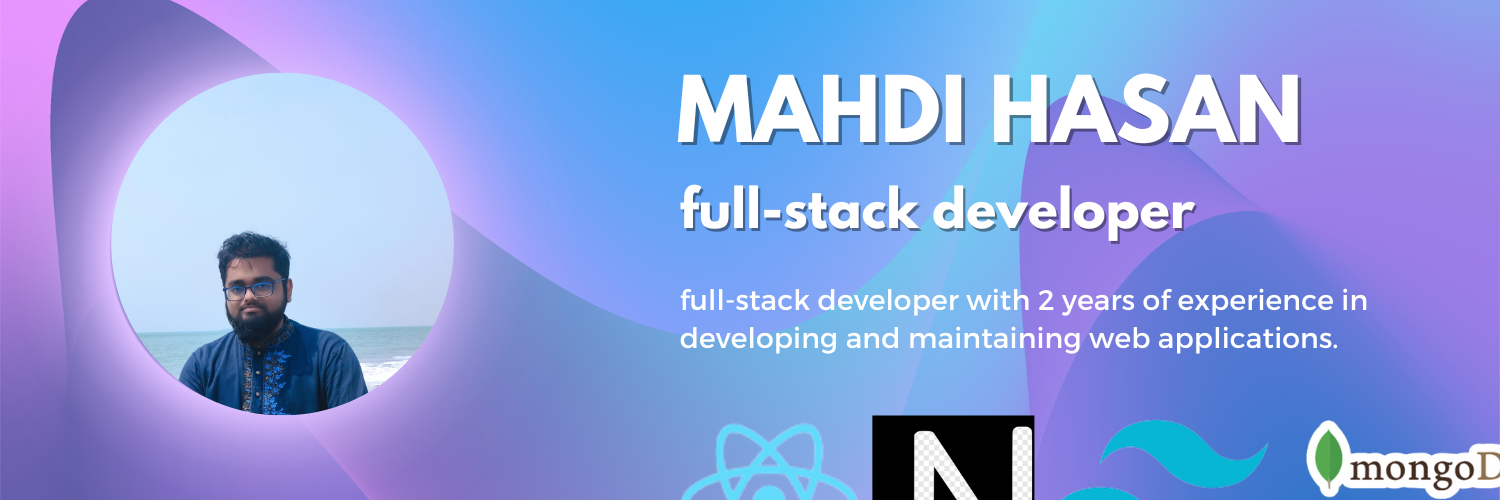 MAHDI HASAN
full-stack developer
full-stack developer with 2 years of experience in
developing and maintaining web applications.
N
mongoD